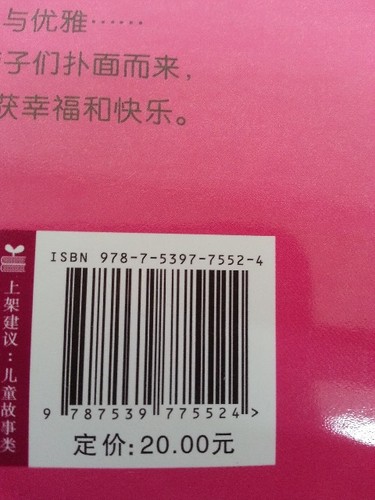 与优雅……
子们扑面而来，
获幸福和快乐。
ISBN 978-7-5397-7552-4
9 787539 775524 >
定价:20.00元
上架建议:儿童故事类